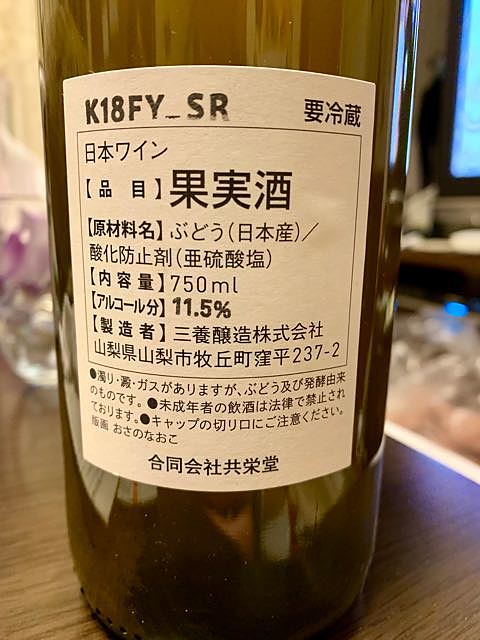 K18FY_SR 要冷蔵
日本ワイン
【品 目】果実酒
【原材料名】ぶどう（日本産）／
酸化防止剤（亜硫酸塩）
【内容量】750ml
【アルコール分】11.5%
【製造者】三養醸造株式会社
山梨県山梨市牧丘町窪平237-2
●濁り・澱・ガスがありますが、ぶどう及び発酵由来
のものです。●未成年者の飲酒は法律で禁止され
ております。●キャップの切り口にご注意ください。
版画 おさのなおこ
合同会社共栄堂